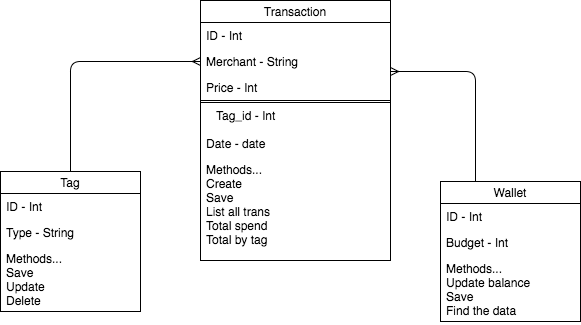 Transaction
ID - Int
Merchant - String
Price - Int
Tag_id - Int
Date - date
Methods...
Create
Save
List all trans
Total spend
Total by tag
Tag
ID - Int
Type - String
Methods...
Save
Update
Delete
Wallet
ID - Int
Budget - Int
Methods...
Update balance
Save
Find the data